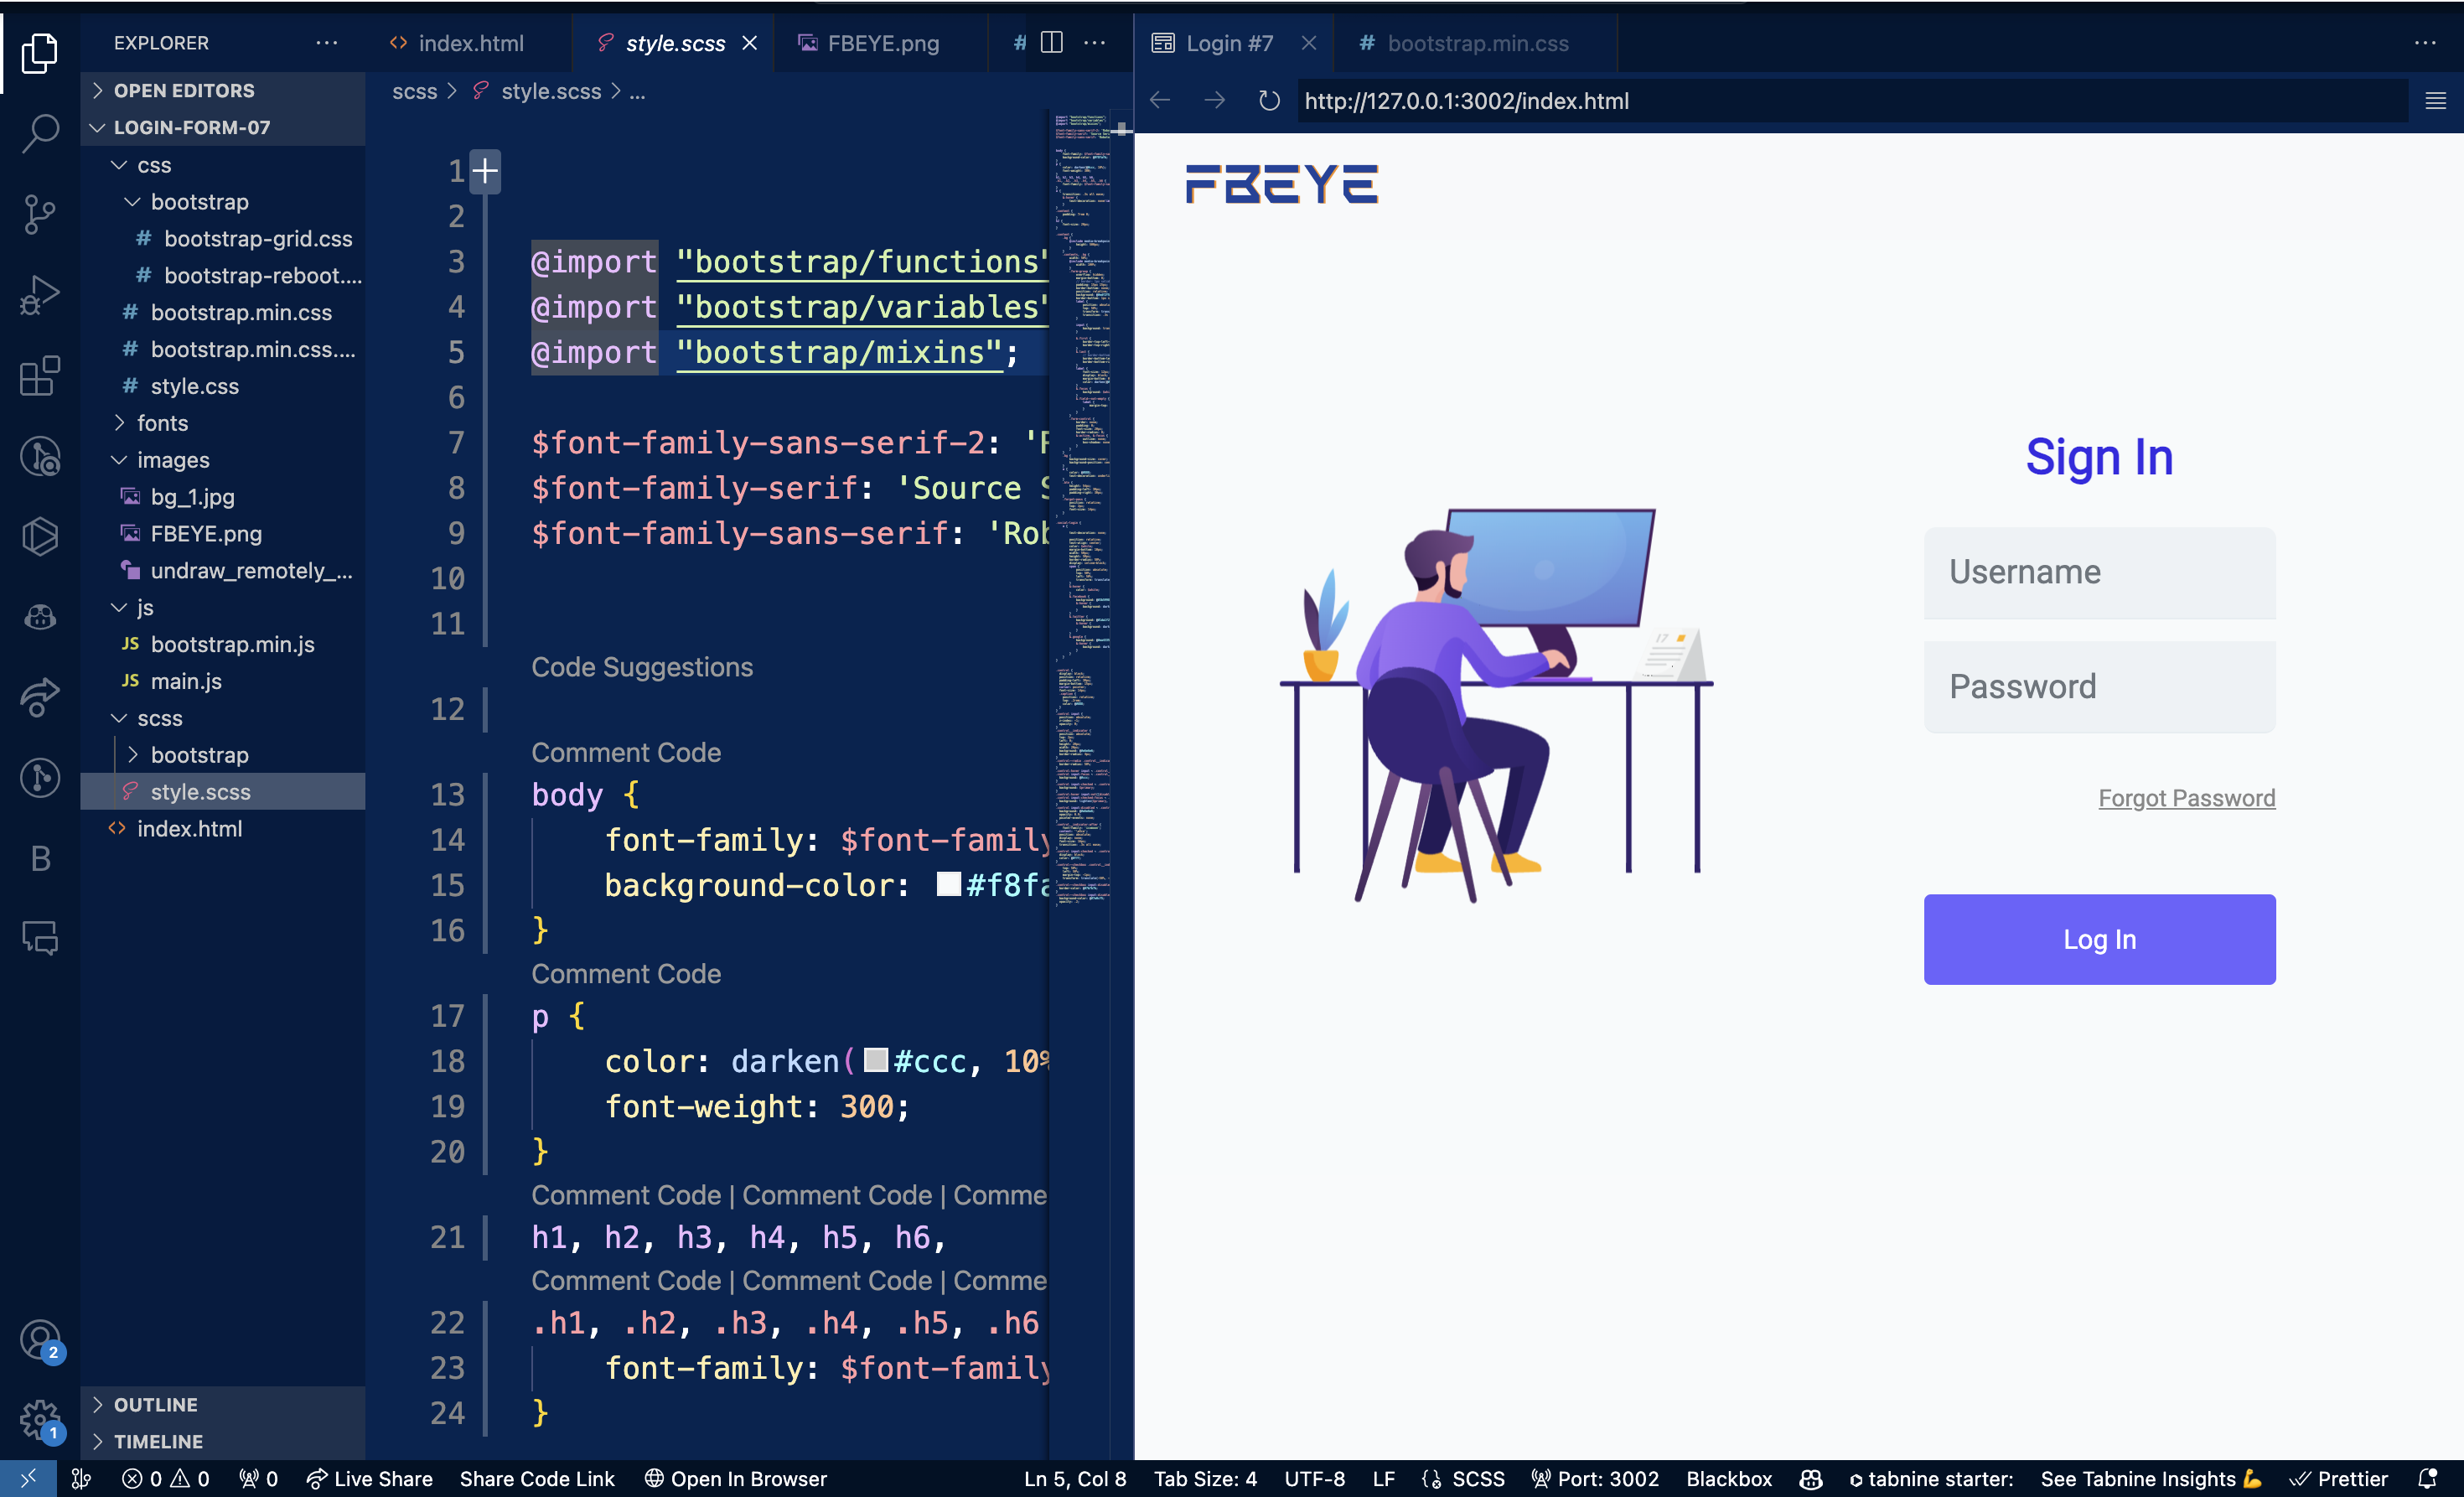 EXPLORER
OPEN EDITORS
LOGIN-FORM-07
css
bootstrap
bootstrap-grid.css
bootstrap-reboot....
bootstrap.min.css
bootstrap.min.css....
style.css
fonts
images
bg_1.jpg
FBEYE.png
undraw_remotely_...
js
JS bootstrap.min.js
JS main.js
scss
bootstrap
style.scss
index.html
B
2
1
OUTLINE
TIMELINE
index.html
style.scss
FBEYE.png
#
scss > style.scss > ...
1
2
3 @import "bootstrap/functions"
4 @import "bootstrap/variables"
5 @import "bootstrap/mixins";
6
7 $font-family-sans-serif-2: '
8 $font-family-serif: 'Source
9 $font-family-sans-serif: 'Rob
10
11
Code Suggestions
12
Comment Code
13 body {
14 font-family: $font-family
15 background-color: #f8fa
16 }
Comment Code
17 p {
18 color: darken(#ccc, 10%
19 font-weight: 300;
20 }
Comment Code | Comment Code | Comme
21 h1, h2, h3, h4, h5, h6,
Comment Code | Comment Code | Comme
22 .h1, .h2, .h3, .h4, .h5, .h6
23 font-family: $font-family
24 }
Login #7
# bootstrap.min.css
http://127.0.0.1:3002/index.html
FBEYE
17
Sign In
Username
Password
Forgot Password
Log In
0 0
0
Live Share
Share Code Link
Open In Browser
Ln 5, Col 8
Tab Size: 4
UTF-8
LF
SCSS
Port: 3002
Blackbox
tabnine starter:
See Tabnine Insights 💪
Prettier